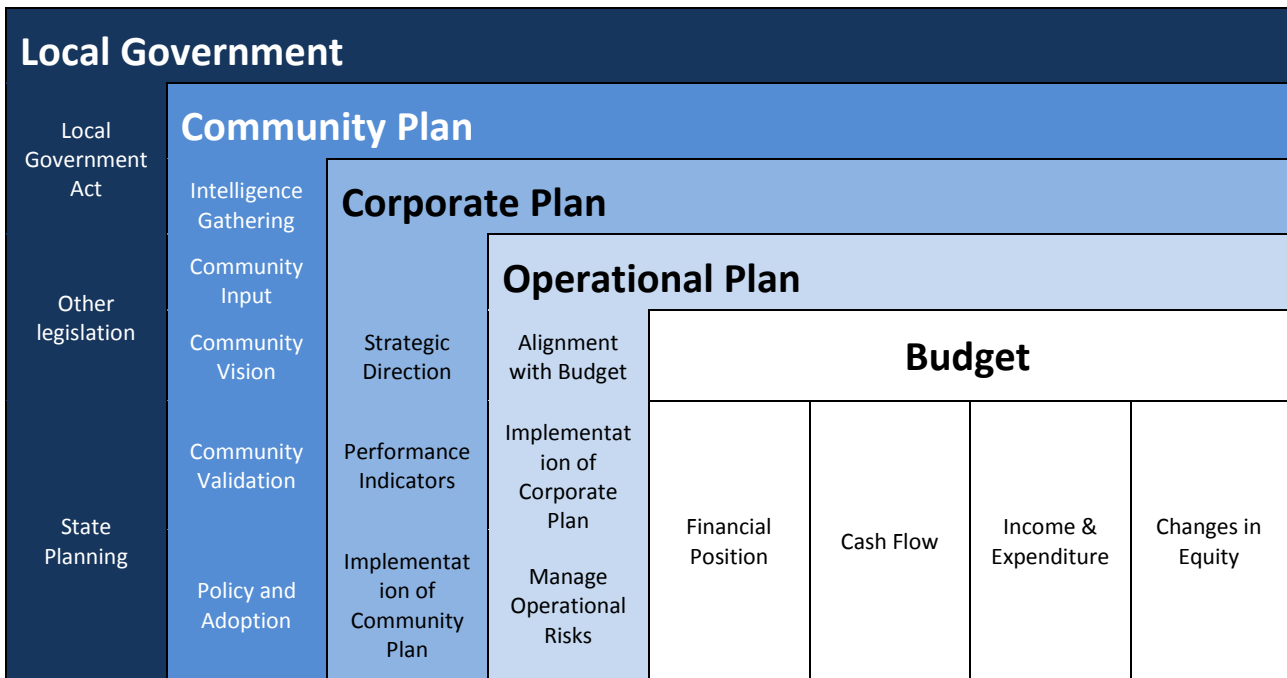 Local Government
Local
Government
Act
Other
legislation
State
Planning
Community Plan
Intelligence
Gathering
Community
Input
Community
Vision
Community
Validation
Policy and
Adoption
Corporate Plan
Strategic
Direction
Performance
Indicators
Implementat
ion of
Community
Plan
Operational Plan
Alignment
with Budget
Implementat
ion of
Corporate
Plan
Manage
Operational
Risks
Budget
Financial
Position
Cash Flow
Income &
Expenditure
Changes in
Equity